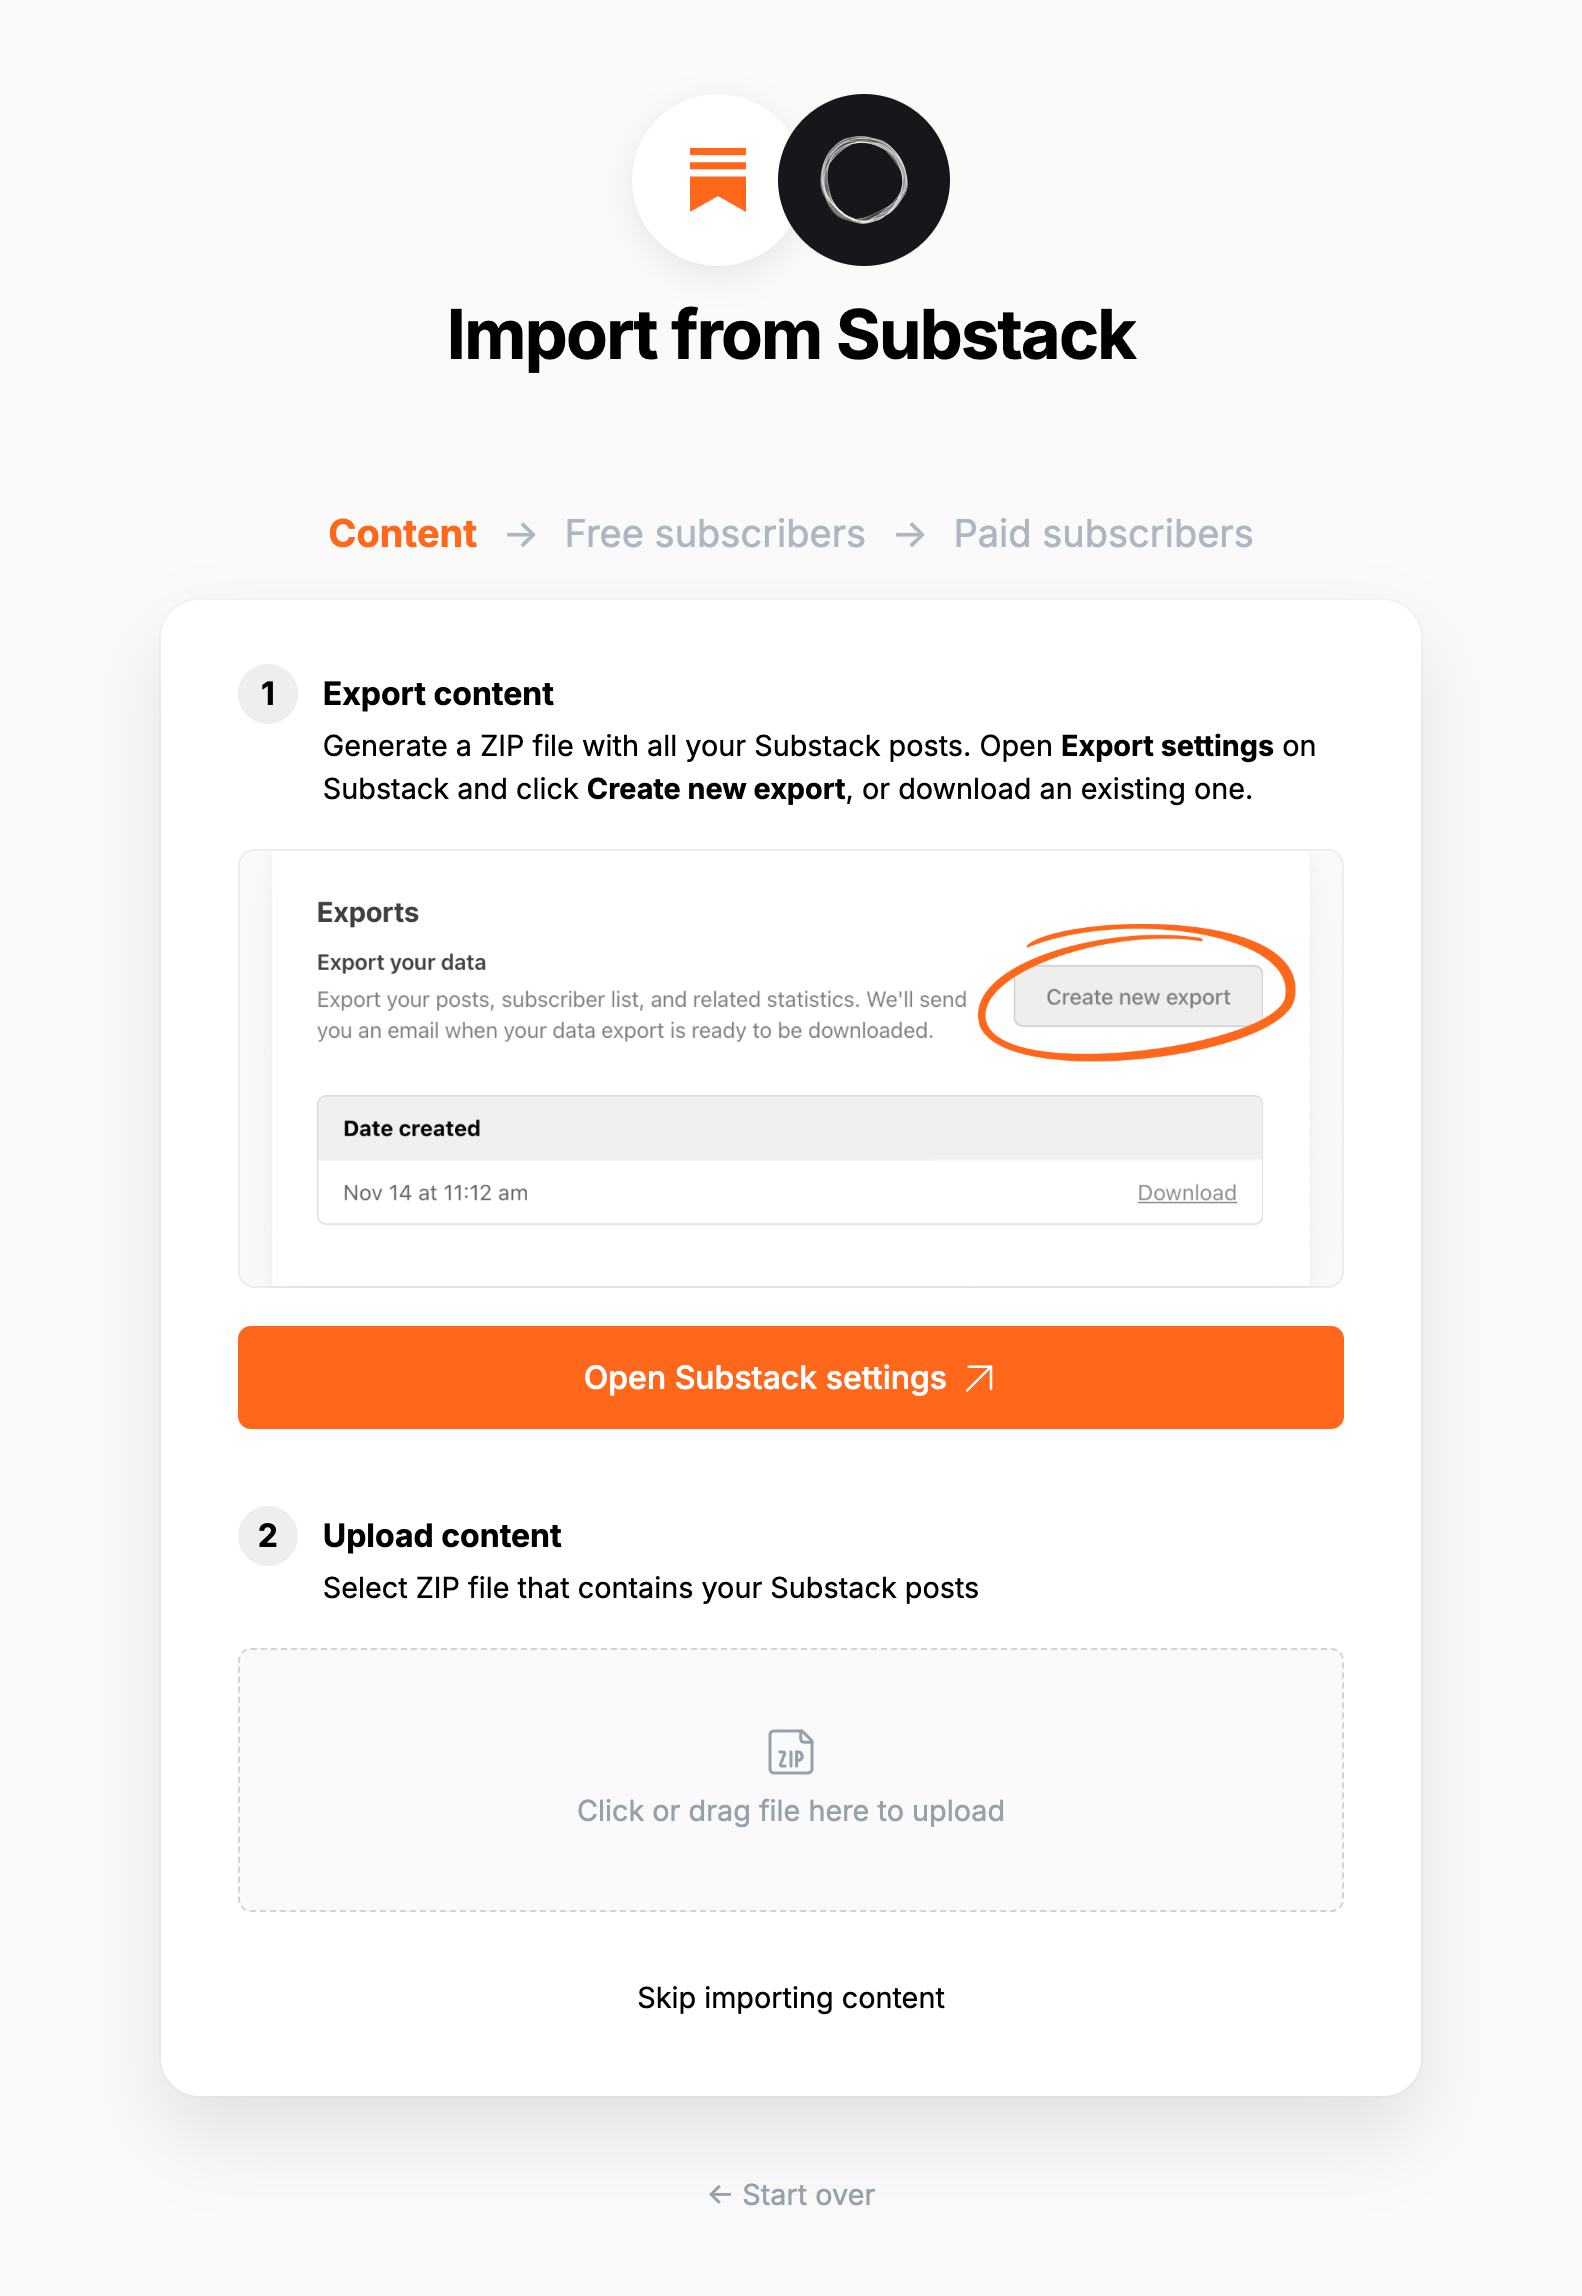 Import from Substack
Content → Free subscribers → Paid subscribers
1 Export content
Generate a ZIP file with all your Substack posts. Open Export settings on
Substack and click Create new export, or download an existing one.
Exports
Export your data
Export your posts, subscriber list, and related statistics. We'll send
you an email when your data export is ready to be downloaded.
Create new export
Date created
Nov 14 at 11:12 am Download
Open Substack settings
2 Upload content
Select ZIP file that contains your Substack posts
ZIP
Click or drag file here to upload
Skip importing content
← Start over